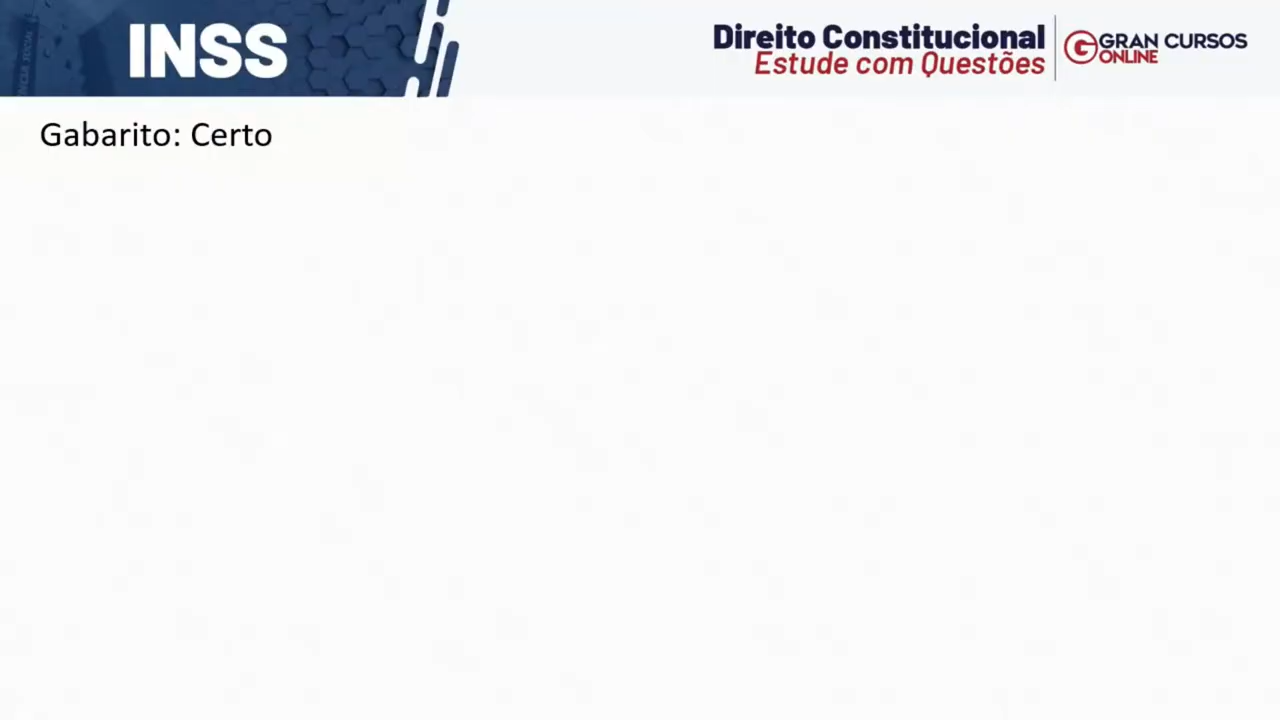 INSS
Direito Constitucional
Estude com Questões
GRAN CURSOS
ONLINE
Gabarito: Certo